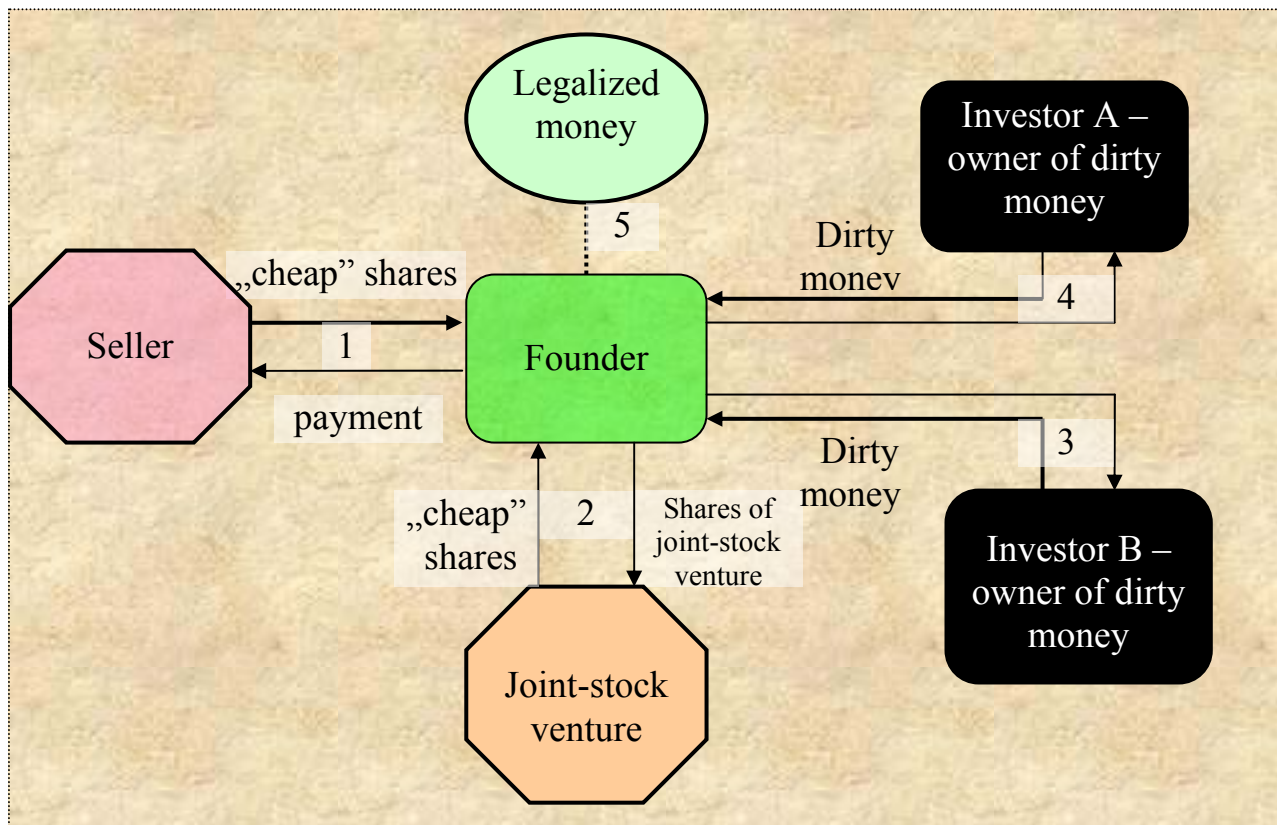 Legalized
money
5
Investor A –
owner of dirty
money
Dirty
monev
4
„cheap” shares
1
Seller
payment
Founder
Dirty
money
3
„cheap”
shares
2
Shares of
joint-stock
venture
Investor B –
owner of dirty
money
Joint-stock
venture